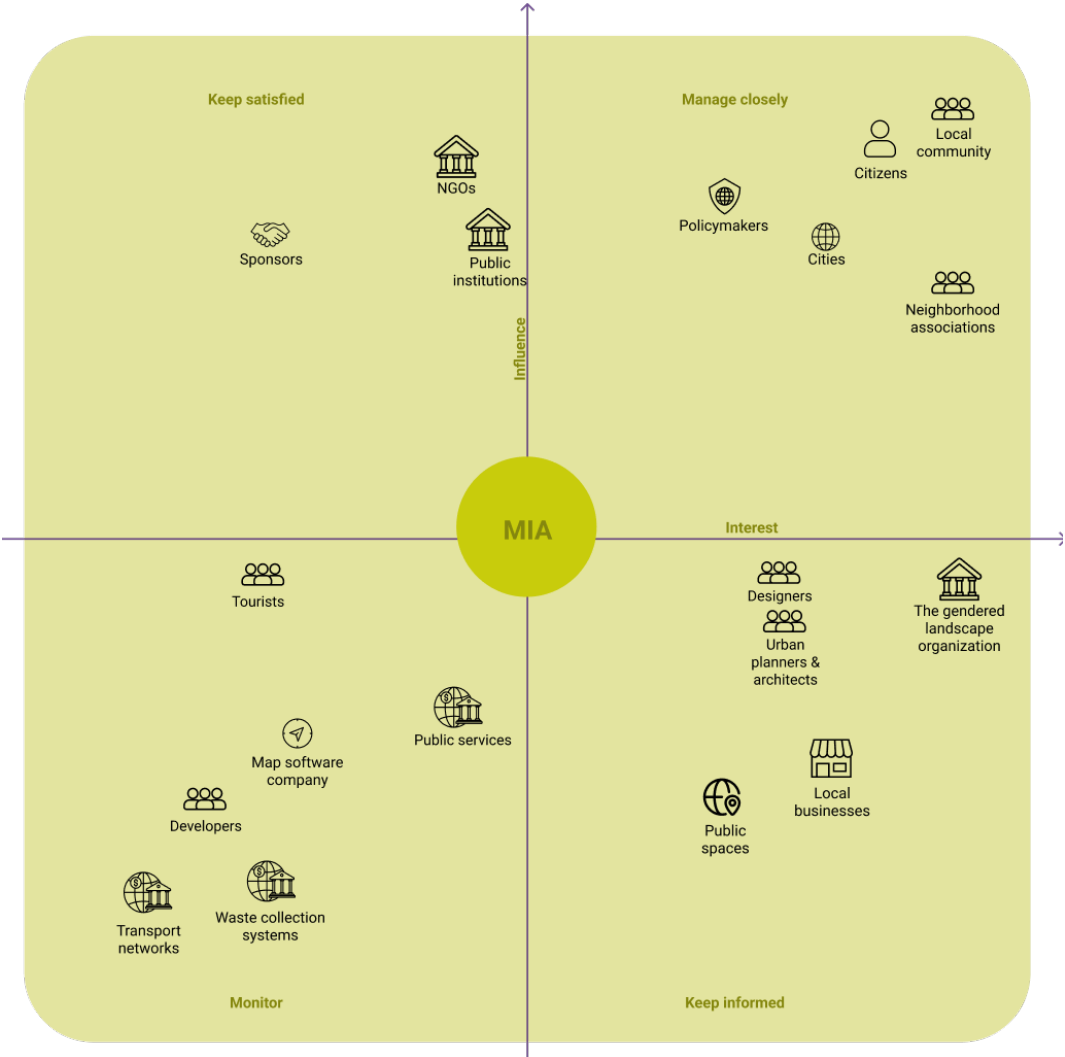 Keep satisfied
Manage closely
Local
community
Citizens
NGOs
Policymakers
Sponsors
Public
institutions
Cities
Neighborhood
associations
Influence
MIA
Interest
Tourists
Designers
The gendered
landscape
organization
Urban
planners &
architects
Public services
Map software
company
Local
businesses
Developers
Public
spaces
Waste collection
systems
Transport
networks
Monitor
Keep informed